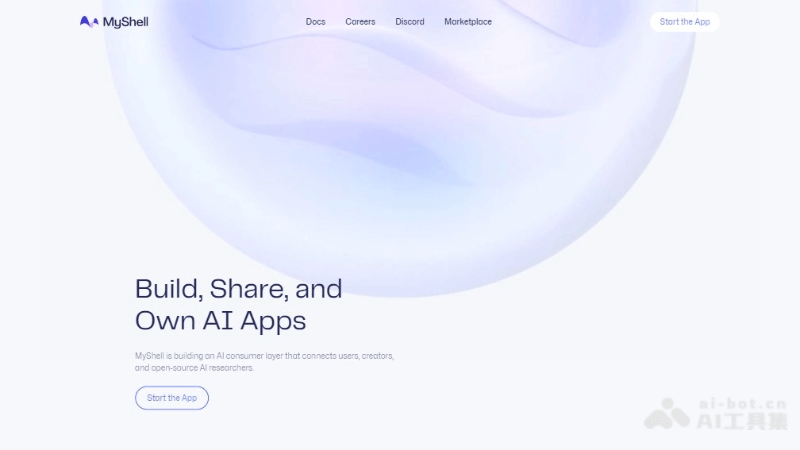 MyShell
Docs
Careers
Discord
Marketplace
Start the App
Build, Share, and
Own AI Apps
MyShell is building an AI consumer layer that connects users, creators,
and open-source AI researchers.
Start the App
ai-bot.cn
AI工具集